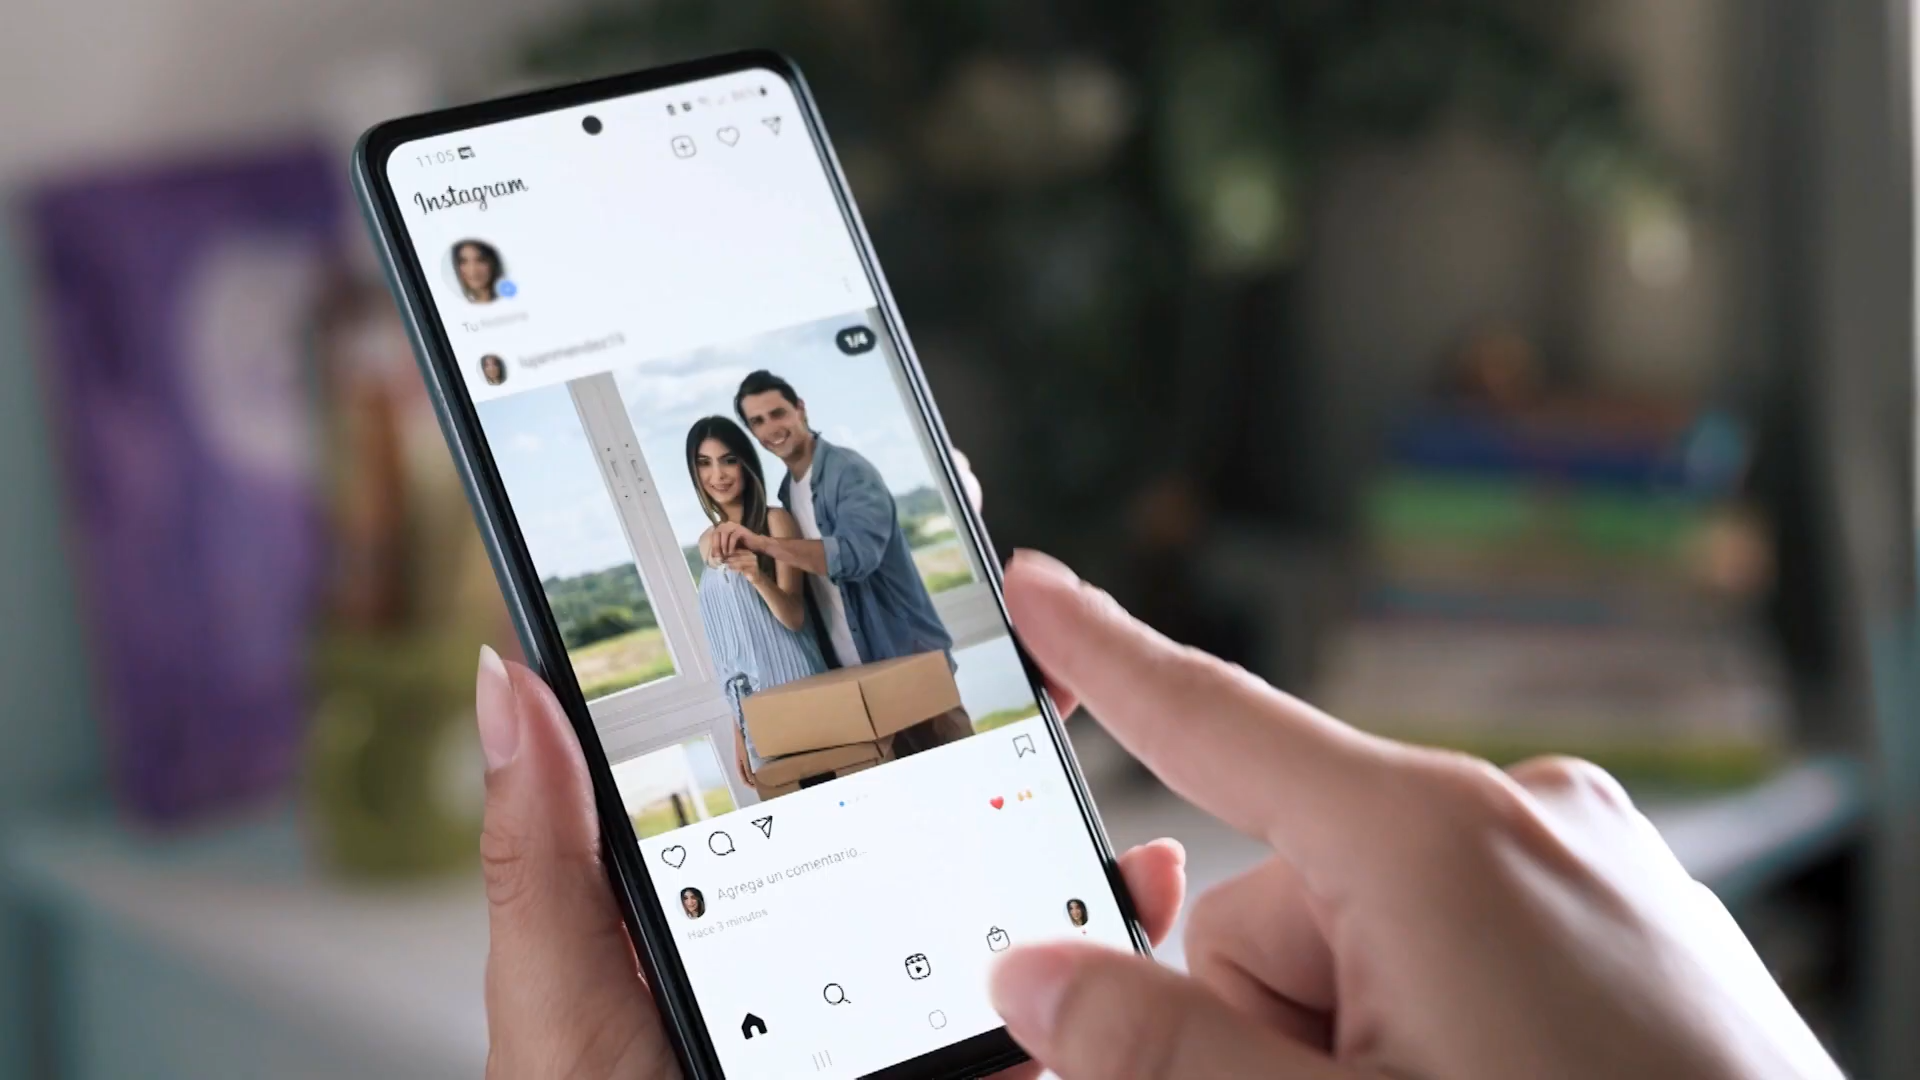 11:05
Instagram
Tu historia
1/4
Agrega un comentario...
Hace 3 minutos